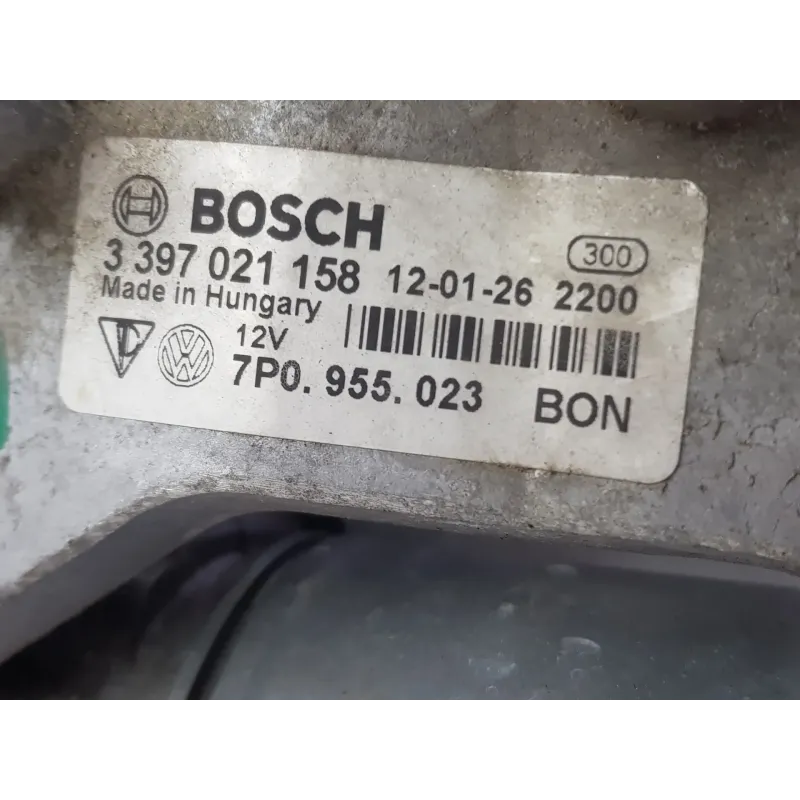 BOSCH
300
3 397 021 158 12-01-26 2200
Made in Hungary
12V
7P0. 955. 023 BON